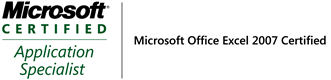 Microsoft®
CERTIFIED
Application
Specialist
Microsoft Office Excel 2007 Certified